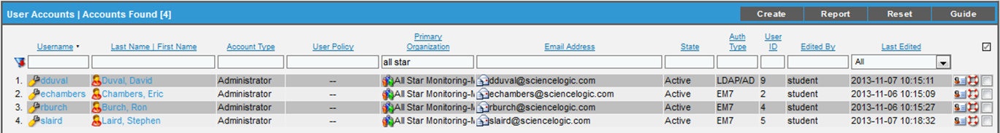 User Accounts | Accounts Found [4] Create Report Reset Guide
Username Last Name | First Name Account Type User Policy Primary Organization Email Address State Auth Type User ID Edited By Last Edited
all star All
1. dduval Duval, David Administrator -- All Star Monitoring-M dduval@sciencelogic.com Active LDAP/AD 9 student 2013-11-07 10:15:11
2. echambers Chambers, Eric Administrator -- All Star Monitoring-M echambers@sciencelogic.com Active EM7 2 student 2013-11-06 10:15:09
3. rburch Burch, Ron Administrator -- All Star Monitoring-M rburch@sciencelogic.com Active EM7 4 student 2013-11-06 10:15:27
4. slaird Laird, Stephen Administrator -- All Star Monitoring-M slaird@sciencelogic.com Active EM7 5 student 2013-11-07 10:18:32